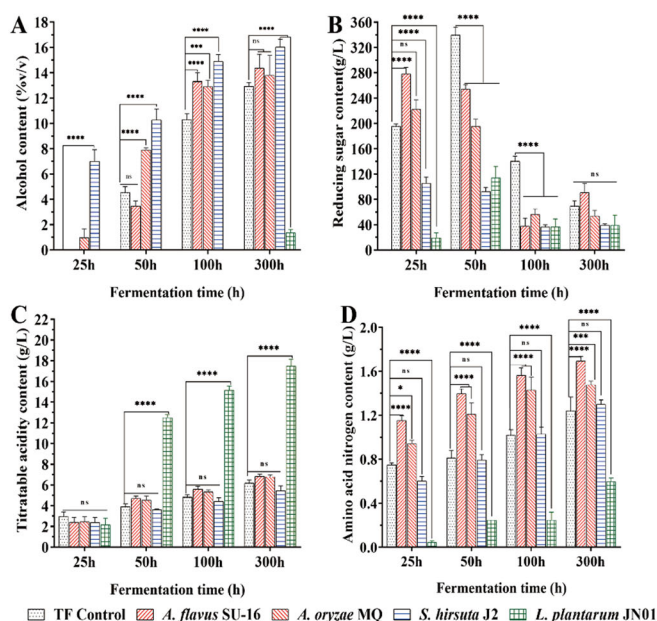 A
Alcohol content (%v/v)
18
16
14
12
10
8
6
4
2
0
****
ns
****
****
****
***
****
ns
****
25h
50h
100h
300h
Fermentation time (h)
B
Reducing sugar content(g/L)
360
320
280
240
200
160
120
80
40
0
****
****
ns
****
****
****
ns
25h
50h
100h
300h
Fermentation time (h)
C
Titratable acidity content (g/L)
22
20
18
16
14
12
10
8
6
4
2
0
ns
****
ns
****
ns
****
ns
25h
50h
100h
300h
Fermentation time (h)
D
Amino acid nitrogen content (g/L)
2.0
1.6
1.2
0.8
0.4
0.0
****
ns
*
****
****
ns
****
****
ns
****
****
ns
***
****
25h
50h
100h
300h
Fermentation time (h)
TF Control A. flavus SU-16 A. oryzae MQ S. hirsuta J2 L. plantarum JN01